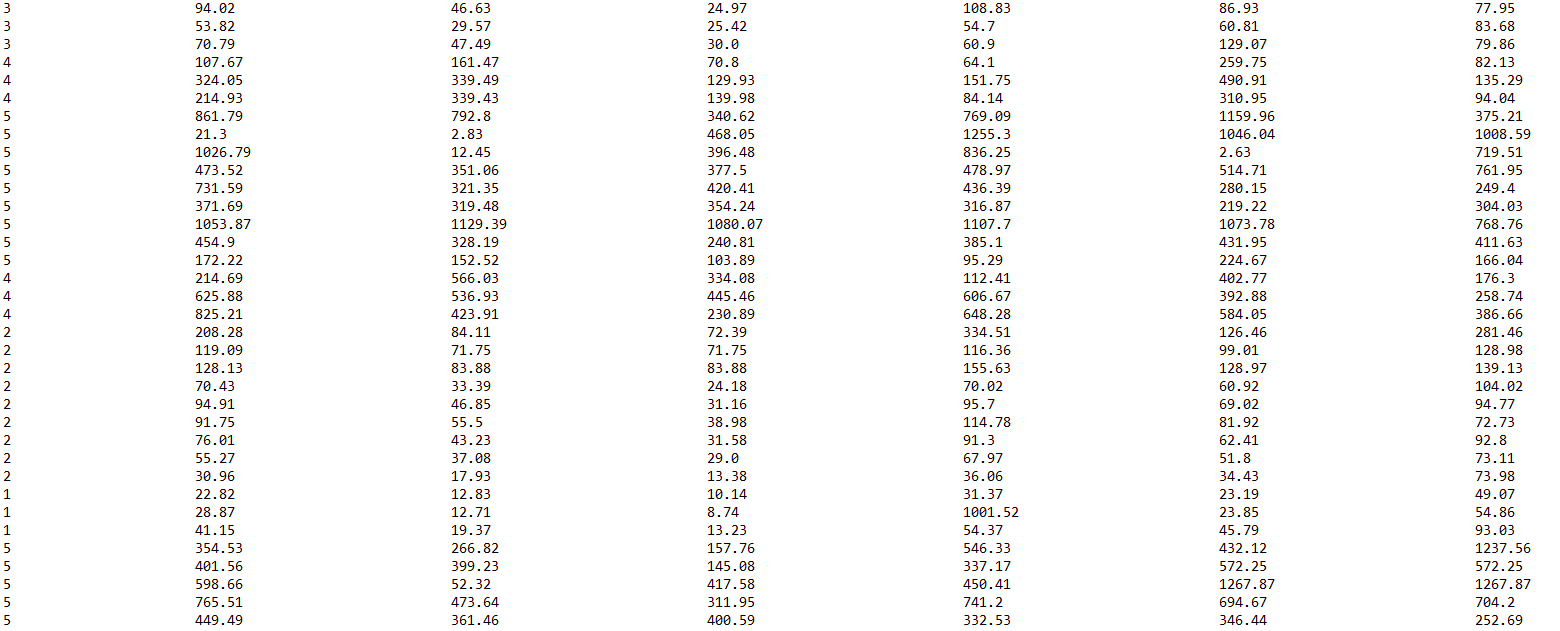 3 94.02 46.63 24.97 108.83 86.93 77.95
3 53.82 29.57 25.42 54.7 60.81 83.68
3 70.79 47.49 30.0 60.9 129.07 79.86
4 107.67 161.47 70.8 64.1 259.75 82.13
4 324.05 339.49 129.93 151.75 490.91 135.29
4 214.93 339.43 139.98 84.14 310.95 94.04
5 861.79 792.8 340.62 769.09 1159.96 375.21
5 21.3 2.83 468.05 1255.3 1046.04 1008.59
5 1026.79 12.45 396.48 836.25 2.63 719.51
5 473.52 351.06 377.5 478.97 514.71 761.95
5 731.59 321.35 420.41 436.39 280.15 249.4
5 371.69 319.48 354.24 316.87 219.22 304.03
5 1053.87 1129.39 1080.07 1107.7 1073.78 768.76
5 454.9 328.19 240.81 385.1 431.95 411.63
5 172.22 152.52 103.89 95.29 224.67 166.04
4 214.69 566.03 334.08 112.41 402.77 176.3
4 625.88 536.93 445.46 606.67 392.88 258.74
4 825.21 423.91 230.89 648.28 584.05 386.66
2 208.28 84.11 72.39 334.51 126.46 281.46
2 119.09 71.75 71.75 116.36 99.01 128.98
2 128.13 83.88 83.88 155.63 128.97 139.13
2 70.43 33.39 24.18 70.02 60.92 104.02
2 94.91 46.85 31.16 95.7 69.02 94.77
2 91.75 55.5 38.98 114.78 81.92 72.73
2 76.01 43.23 31.58 91.3 62.41 92.8
2 55.27 37.08 29.0 67.97 51.8 73.11
2 30.96 17.93 13.38 36.06 34.43 73.98
1 22.82 12.83 10.14 31.37 23.19 49.07
1 28.87 12.71 8.74 1001.52 23.85 54.86
1 41.15 19.37 13.23 54.37 45.79 93.03
5 354.53 266.82 157.76 546.33 432.12 1237.56
5 401.56 399.23 145.08 337.17 572.25 572.25
5 598.66 52.32 417.58 450.41 1267.87 1267.87
5 765.51 473.64 311.95 741.2 694.67 704.2
5 449.49 361.46 400.59 332.53 346.44 252.69